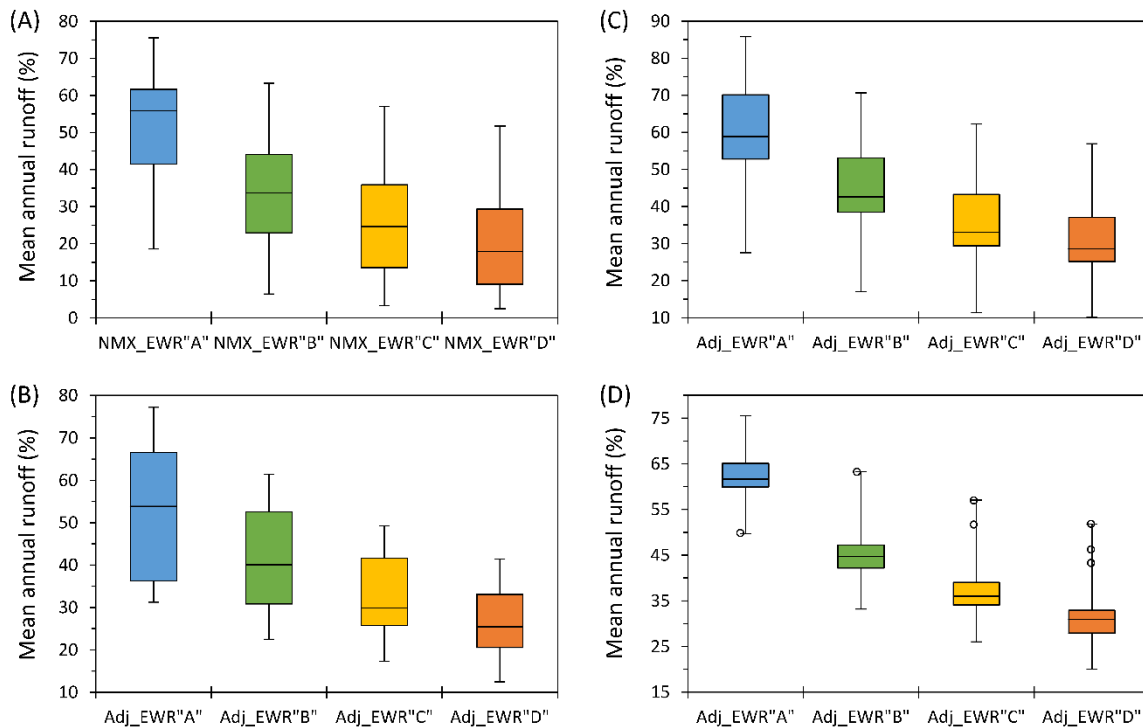 (A)
Mean annual runoff (%)
80
70
60
50
40
30
20
10
0
NMX_EWR"A" NMX_EWR"B" NMX_EWR"C" NMX_EWR"D"
(C)
Mean annual runoff (%)
90
80
70
60
50
40
30
20
10
Adj_EWR"A" Adj_EWR"B" Adj_EWR"C" Adj_EWR"D"
(B)
Mean annual runoff (%)
80
70
60
50
40
30
20
10
Adj_EWR"A" Adj_EWR"B" Adj_EWR"C" Adj_EWR"D"
(D)
Mean annual runoff (%)
75
65
55
45
35
25
15
Adj_EWR"A" Adj_EWR"B" Adj_EWR"C" Adj_EWR"D"